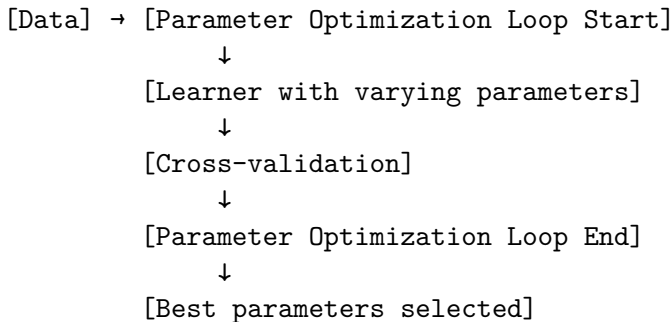 [Data] → [Parameter Optimization Loop Start]
↓
[Learner with varying parameters]
↓
[Cross-validation]
↓
[Parameter Optimization Loop End]
↓
[Best parameters selected]